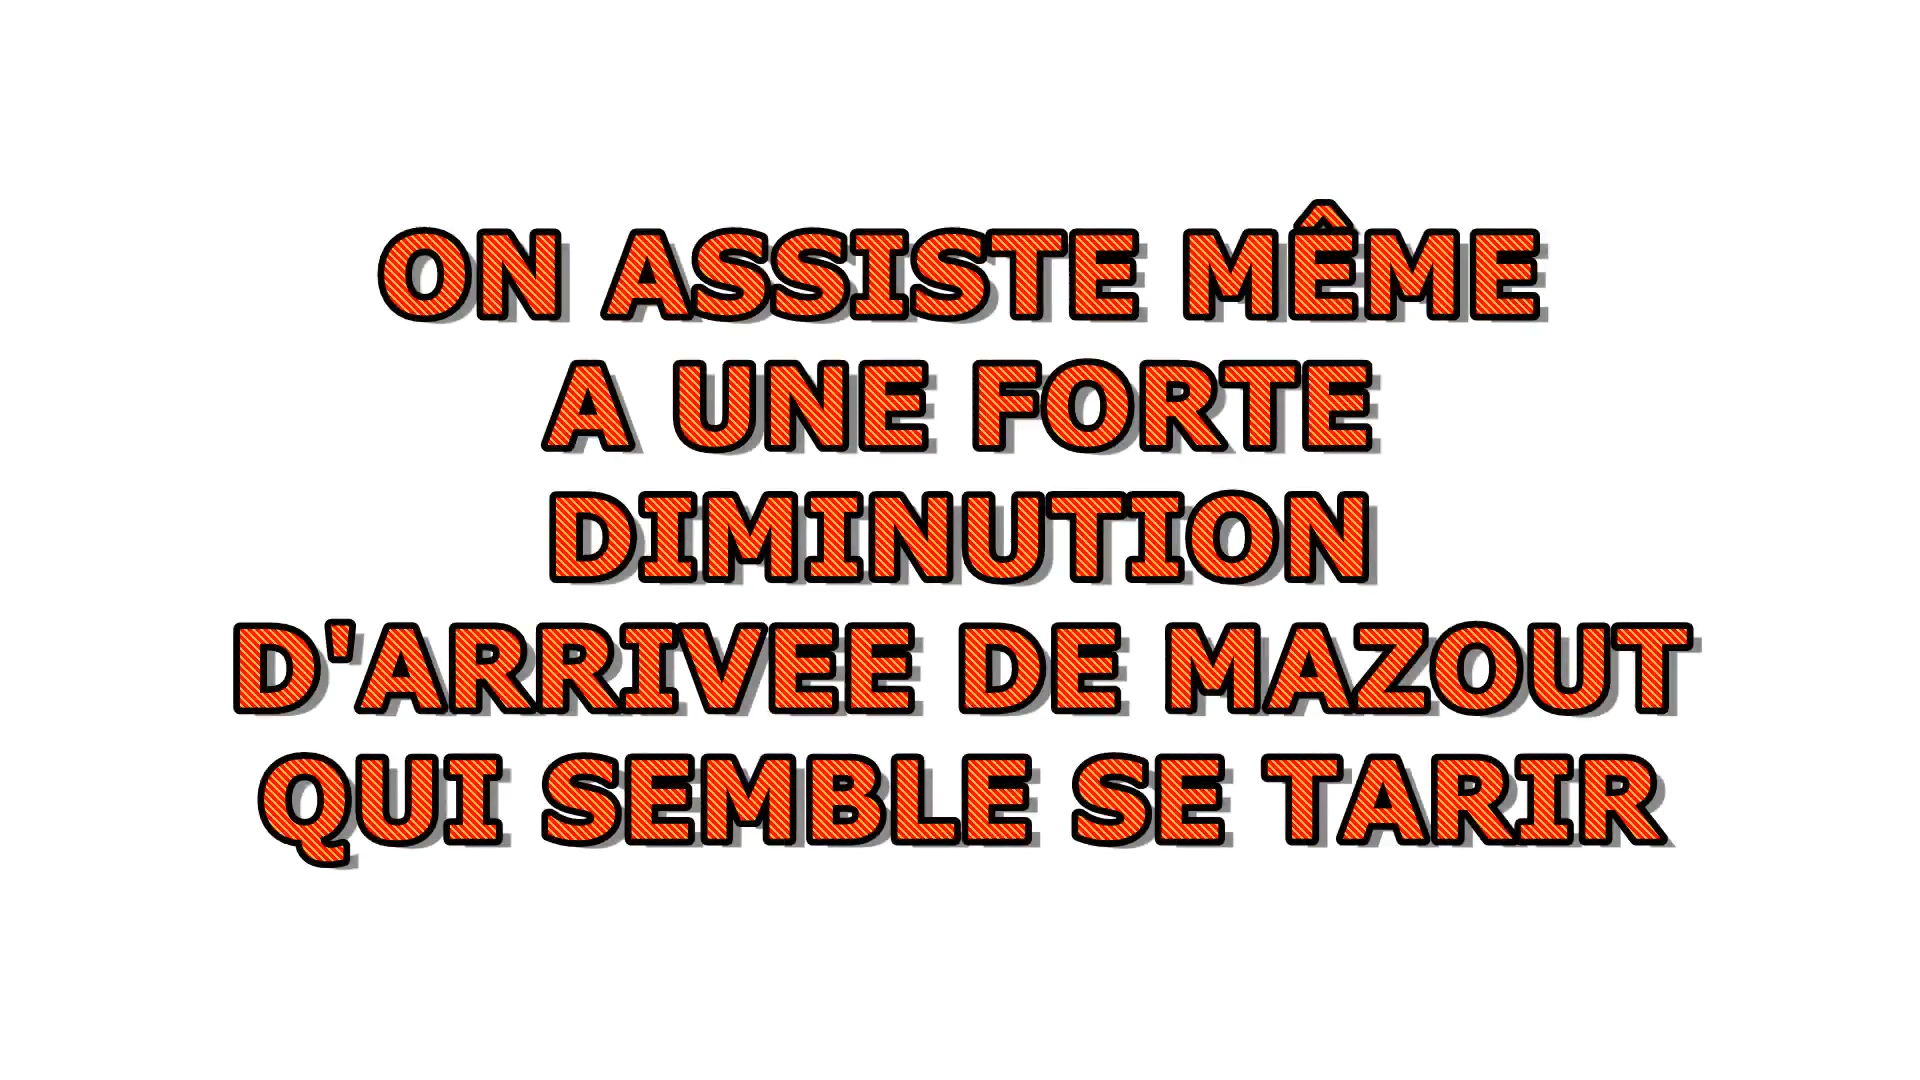 ON ASSISTE MÊME
A UNE FORTE
DIMINUTION
D'ARRIVEE DE MAZOUT
QUI SEMBLE SE TARIR